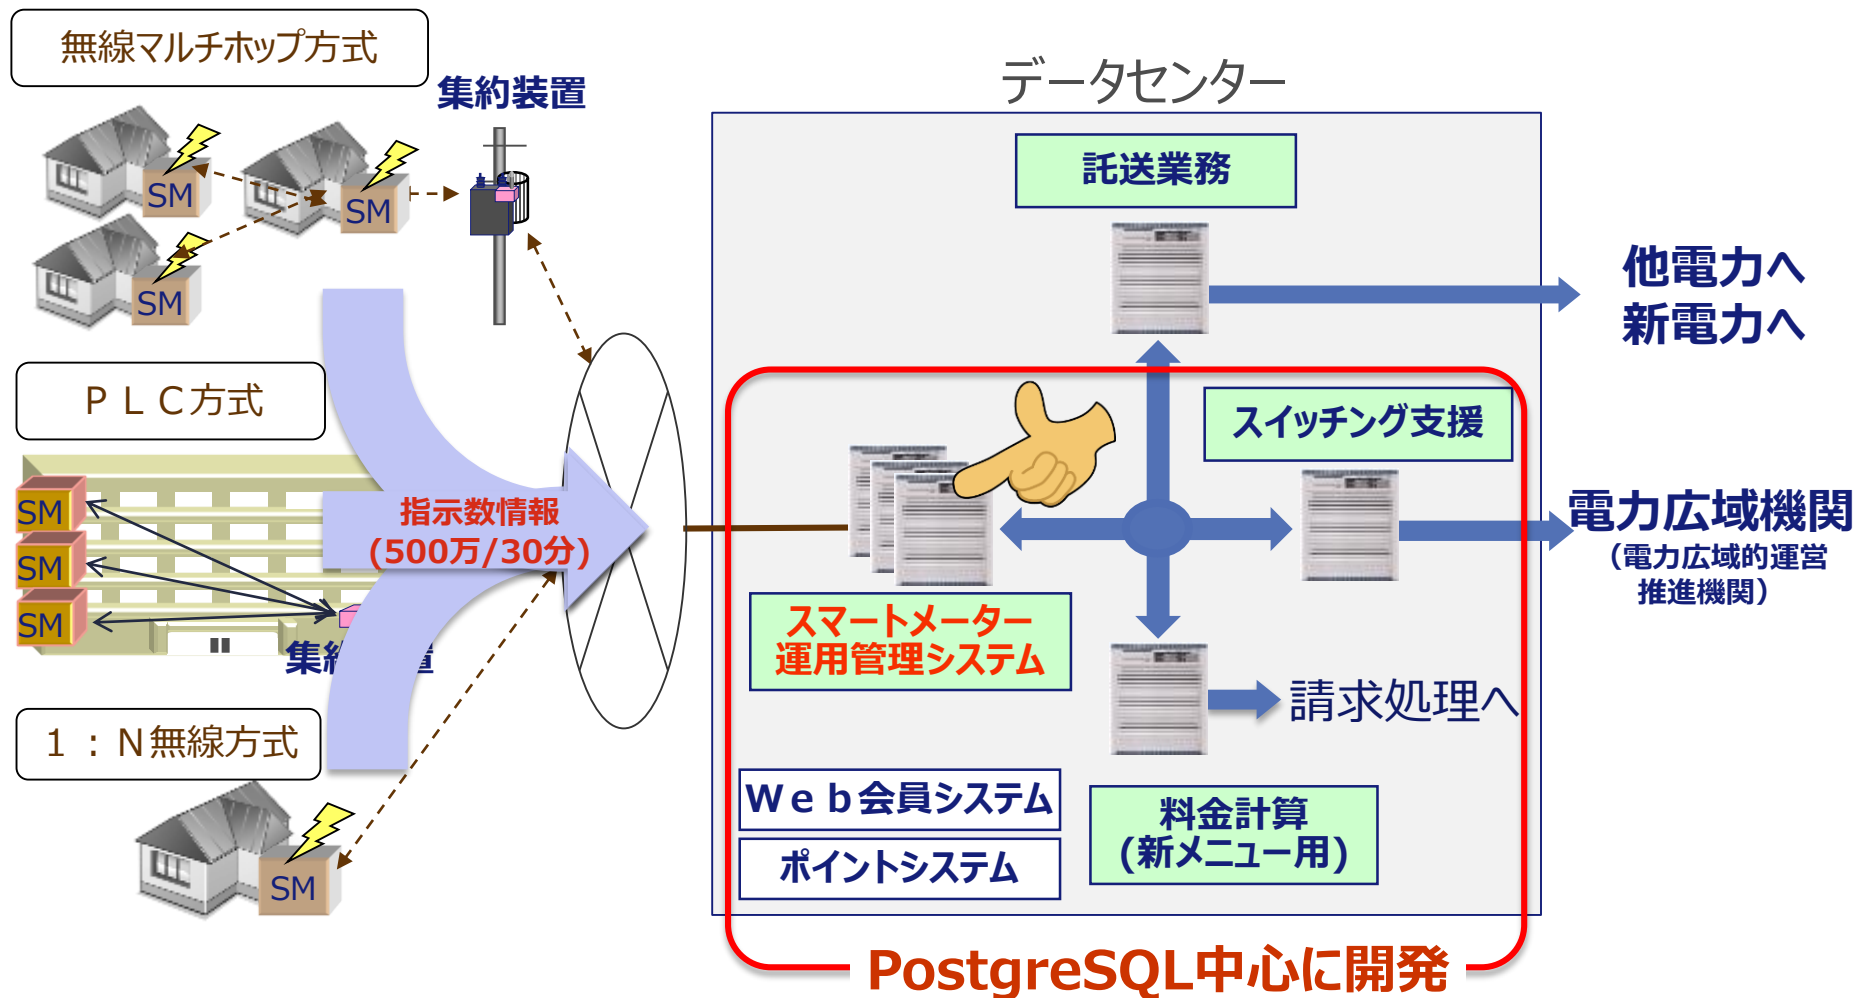 無線マルチホップ方式
集約装置
SM
SM
SM
ＰＬＣ方式
SM
SM
SM
集約装置
指示数情報
(500万/30分)
１：Ｎ無線方式
SM
データセンター
託送業務
他電力へ
新電力へ
スイッチング支援
電力広域機関
（電力広域的運営
推進機関）
スマートメーター
運用管理システム
請求処理へ
Ｗｅｂ会員システム
ポイントシステム
料金計算
(新メニュー用)
PostgreSQL中心に開発